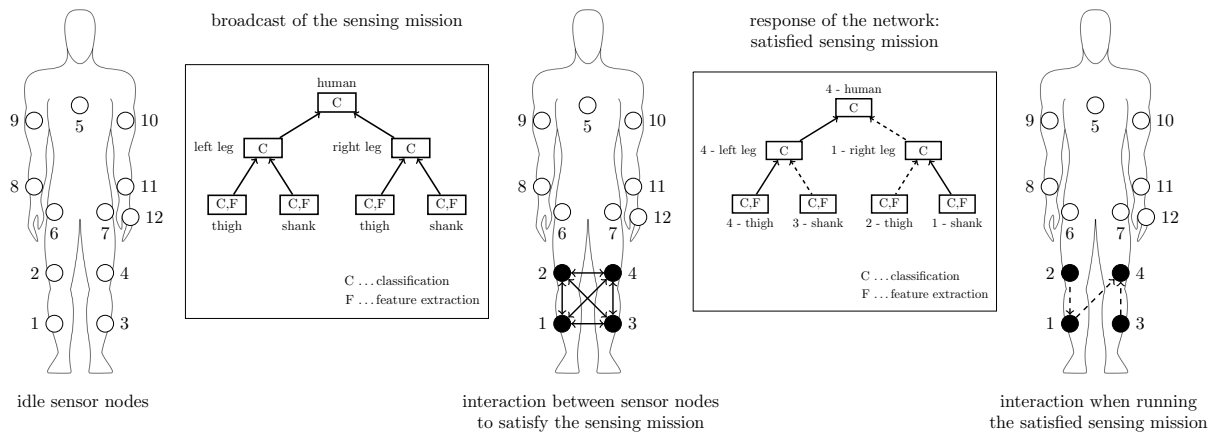 broadcast of the sensing mission
response of the network:
satisfied sensing mission
5
9
10
8
11
12
6
7
2
4
1
3
idle sensor nodes
human
C
left leg
C
right leg
C
C,F
C,F
C,F
C,F
thigh
shank
thigh
shank
C ... classification
F ... feature extraction
5
9
10
8
11
12
6
7
2
4
1
3
interaction between sensor nodes
to satisfy the sensing mission
4 - human
C
4 - left leg
C
1 - right leg
C
C,F
C,F
C,F
C,F
4 - thigh
3 - shank
2 - thigh
1 - shank
C ... classification
F ... feature extraction
5
9
10
8
11
12
6
7
2
4
1
3
interaction when running
the satisfied sensing mission